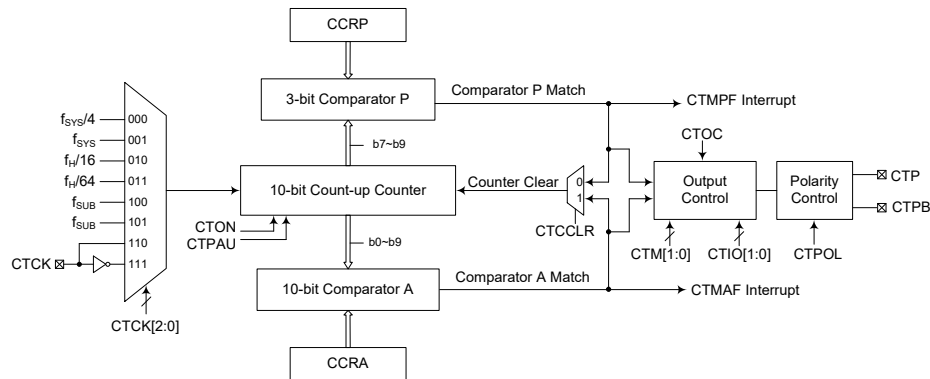 CCRP
3-bit Comparator P
Comparator P Match
CTMPF Interrupt
b7~b9
CTOC
fSYS/4
000
fSYS
001
fH/16
010
fH/64
011
fSUB
100
fSUB
101
110
CTCK
111
CTCK[2:0]
10-bit Count-up Counter
Counter Clear
0
1
CTCCLR
Output
Control
Polarity
Control
CTP
CTPB
CTON
CTPAU
b0~b9
CTM[1:0]
CTIO[1:0]
CTPOL
10-bit Comparator A
Comparator A Match
CTMAF Interrupt
CCRA